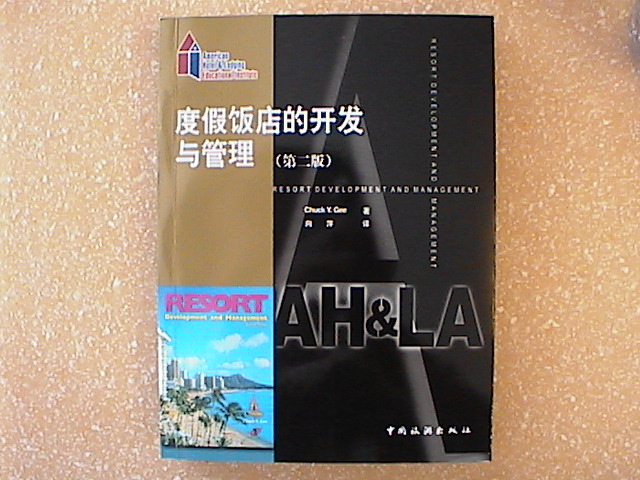 American
Hotel & Lodging
Educational Institute
度假饭店的开发
与管理(第二版)
RESORT DEVELOPMENT AND MANAGEMENT
RESORT DEVELOPMENT AND MANAGEMENT
Chuck Y. Gee 著
向萍 译
AH&LA
RESORT
Development and Management
Chuck Y. Gee
中国旅游出版社